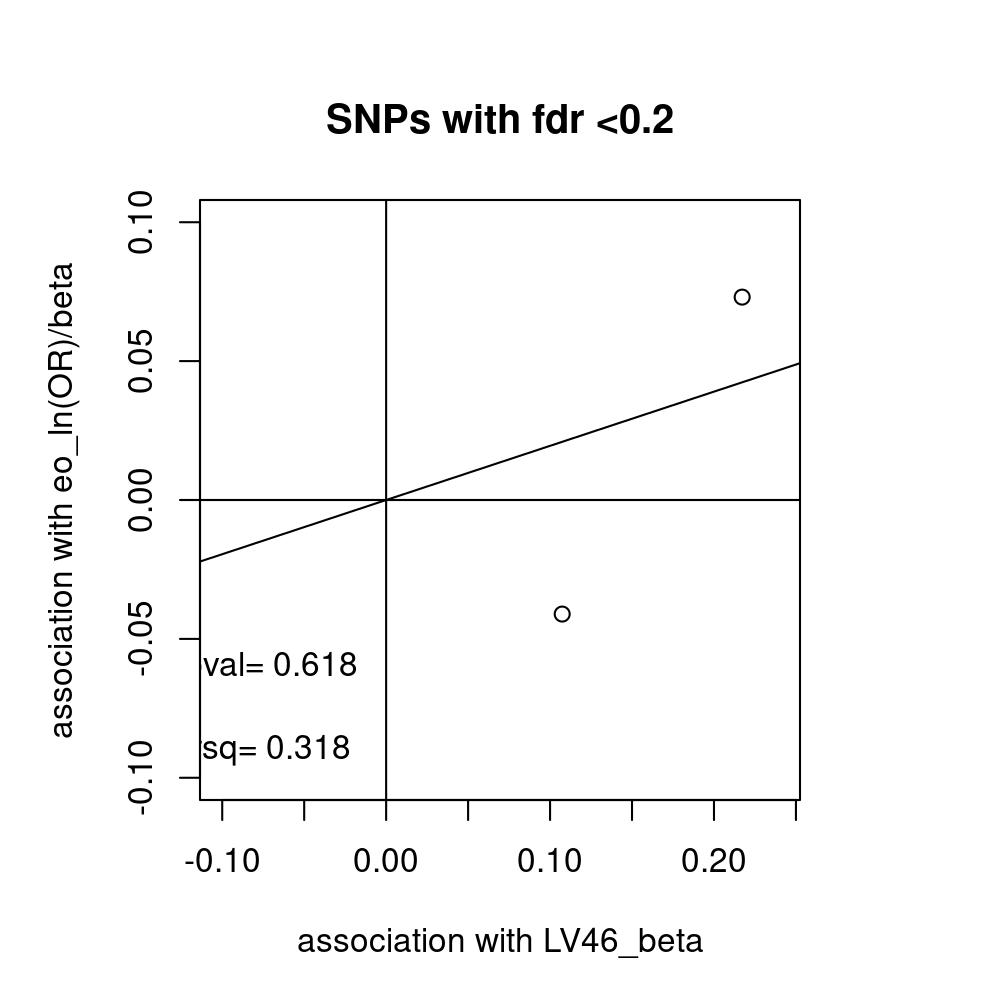 SNPs with fdr <0.2
association with eo_ln(OR)/beta
0.10
0.05
0.00
-0.05
-0.10
val= 0.618
sq= 0.318
-0.10 0.00 0.10 0.20
association with LV46_beta